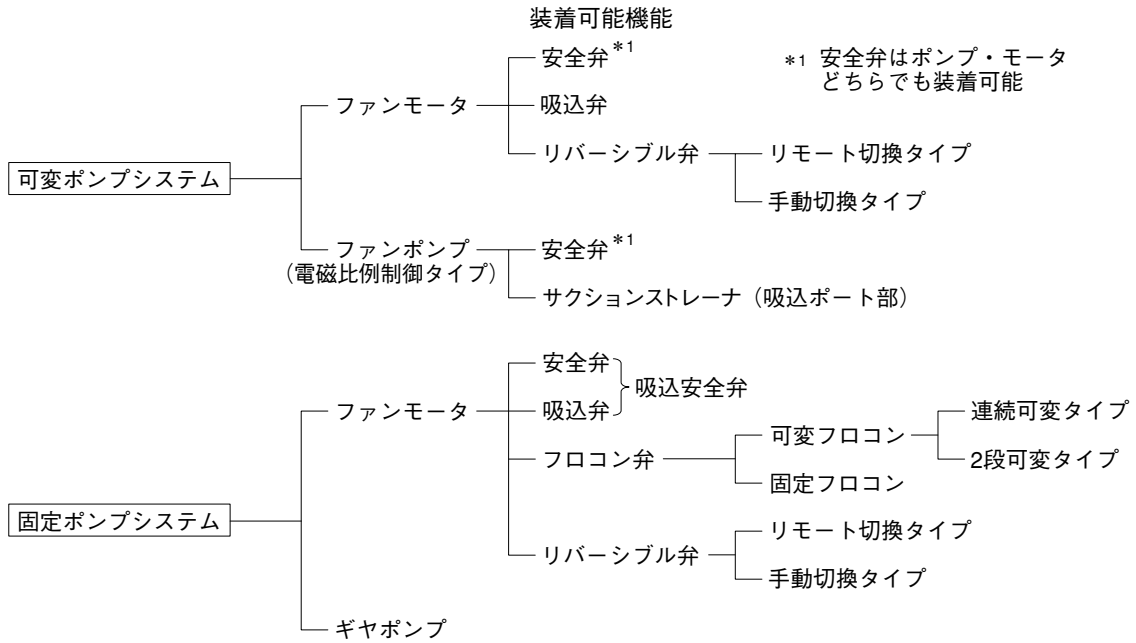 装着可能機能
安全弁*1
*1 安全弁はポンプ・モータ
どちらでも装着可能
ファンモータ
吸込弁
リバーシブル弁
リモート切換タイプ
可変ポンプシステム
手動切換タイプ
ファンポンプ
(電磁比例制御タイプ)
安全弁*1
サクションストレーナ(吸込ポート部)
安全弁
吸込安全弁
ファンモータ
吸込弁
連続可変タイプ
可変フロコン
フロコン弁
2段可変タイプ
固定フロコン
固定ポンプシステム
リモート切換タイプ
リバーシブル弁
手動切換タイプ
ギヤポンプ